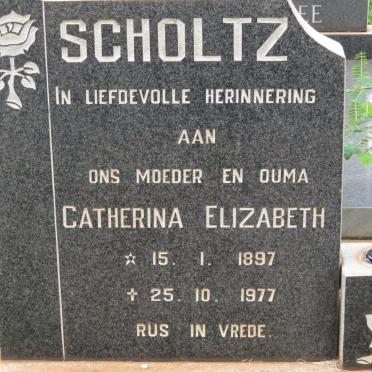 SCHOLTZ
IN LIEFDEVOLLE HERINNERING
AAN
ONS MOEDER EN OUMA
CATHERINA ELIZABETH
☆ 15. 1. 1897
✝ 25. 10. 1977
RUS IN VREDE.